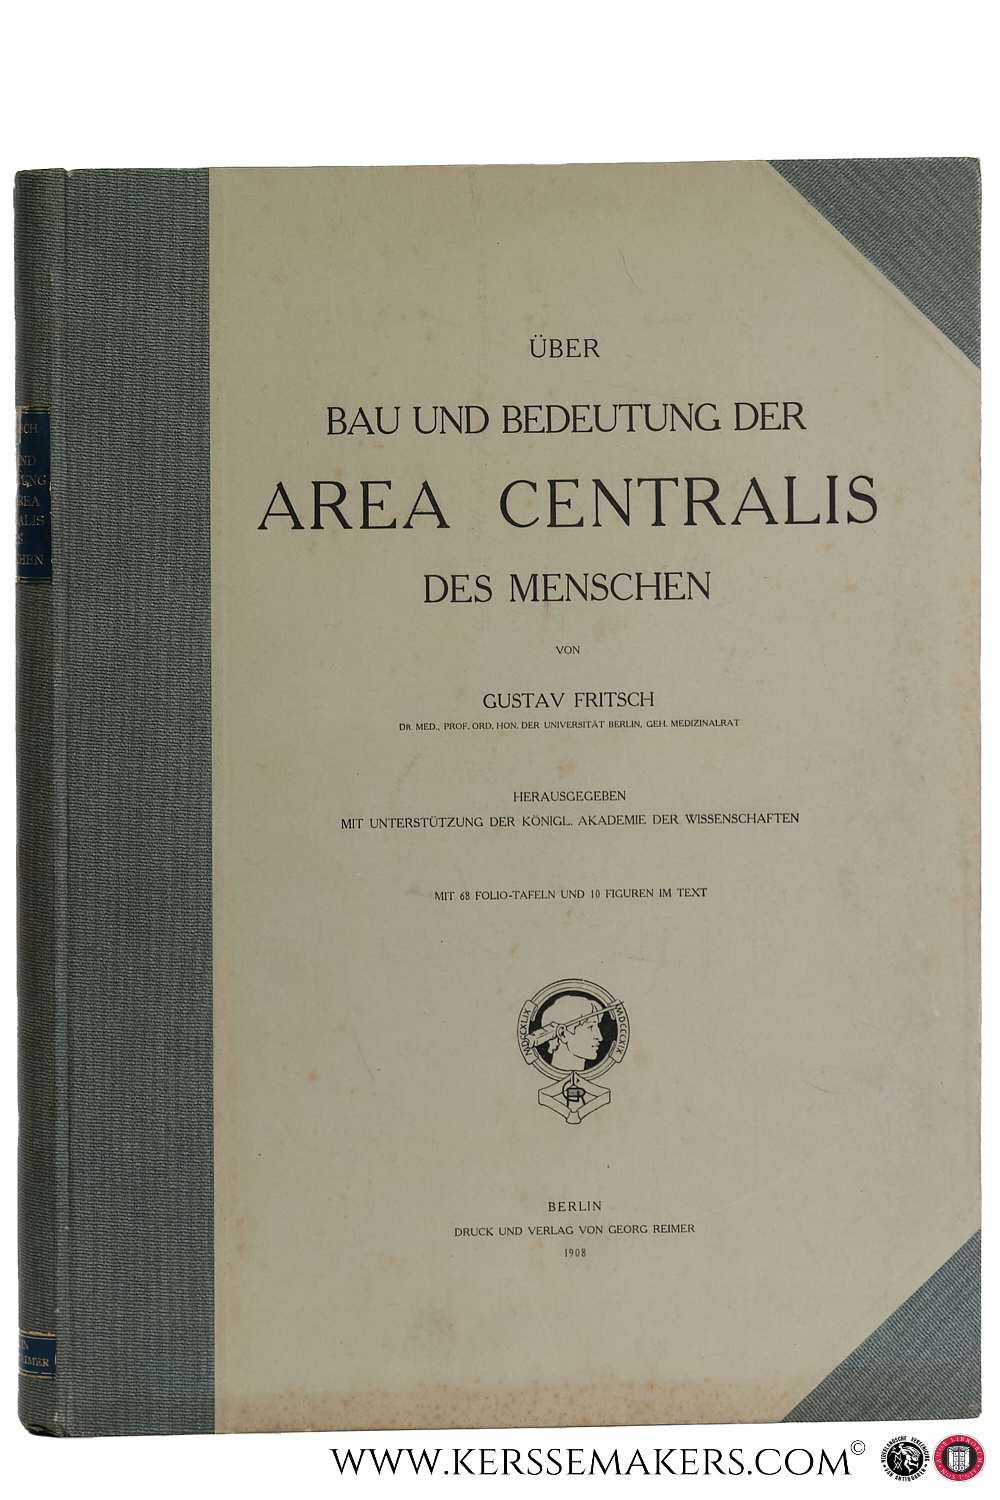 ÜBER
BAU UND BEDEUTUNG DER
AREA CENTRALIS
DES MENSCHEN
VON
GUSTAV FRITSCH
DR. MED., PROF. ORD. HON. DER UNIVERSITÄT BERLIN, GEH. MEDIZINALRAT
HERAUSGEGEBEN
MIT UNTERSTÜTZUNG DER KÖNIGL. AKADEMIE DER WISSENSCHAFTEN
MIT 68 FOLIO-TAFELN UND 10 FIGUREN IM TEXT
MDCCCXIX
BERLIN
DRUCK UND VERLAG VON GEORG REIMER
1908
WWW.KERSSEMAKERS.COM©